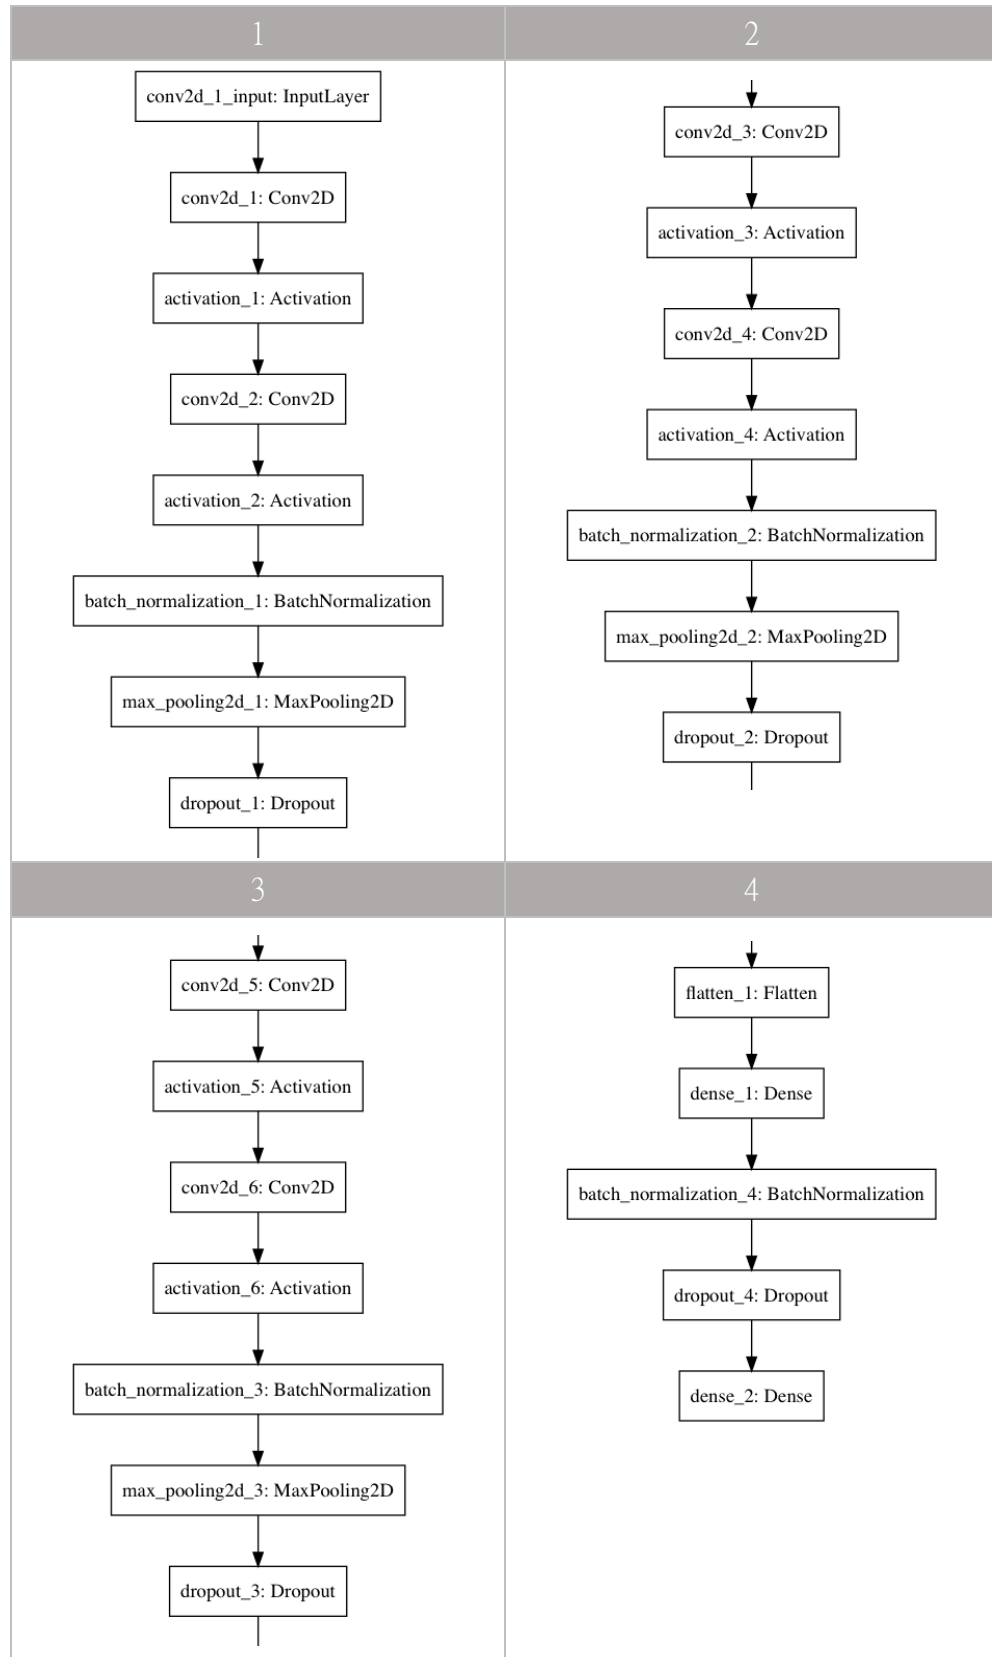 1
conv2d_1_input: InputLayer
conv2d_1: Conv2D
activation_1: Activation
conv2d_2: Conv2D
activation_2: Activation
batch_normalization_1: BatchNormalization
max_pooling2d_1: MaxPooling2D
dropout_1: Dropout
2
conv2d_3: Conv2D
activation_3: Activation
conv2d_4: Conv2D
activation_4: Activation
batch_normalization_2: BatchNormalization
max_pooling2d_2: MaxPooling2D
dropout_2: Dropout
3
conv2d_5: Conv2D
activation_5: Activation
conv2d_6: Conv2D
activation_6: Activation
batch_normalization_3: BatchNormalization
max_pooling2d_3: MaxPooling2D
dropout_3: Dropout
4
flatten_1: Flatten
dense_1: Dense
batch_normalization_4: BatchNormalization
dropout_4: Dropout
dense_2: Dense